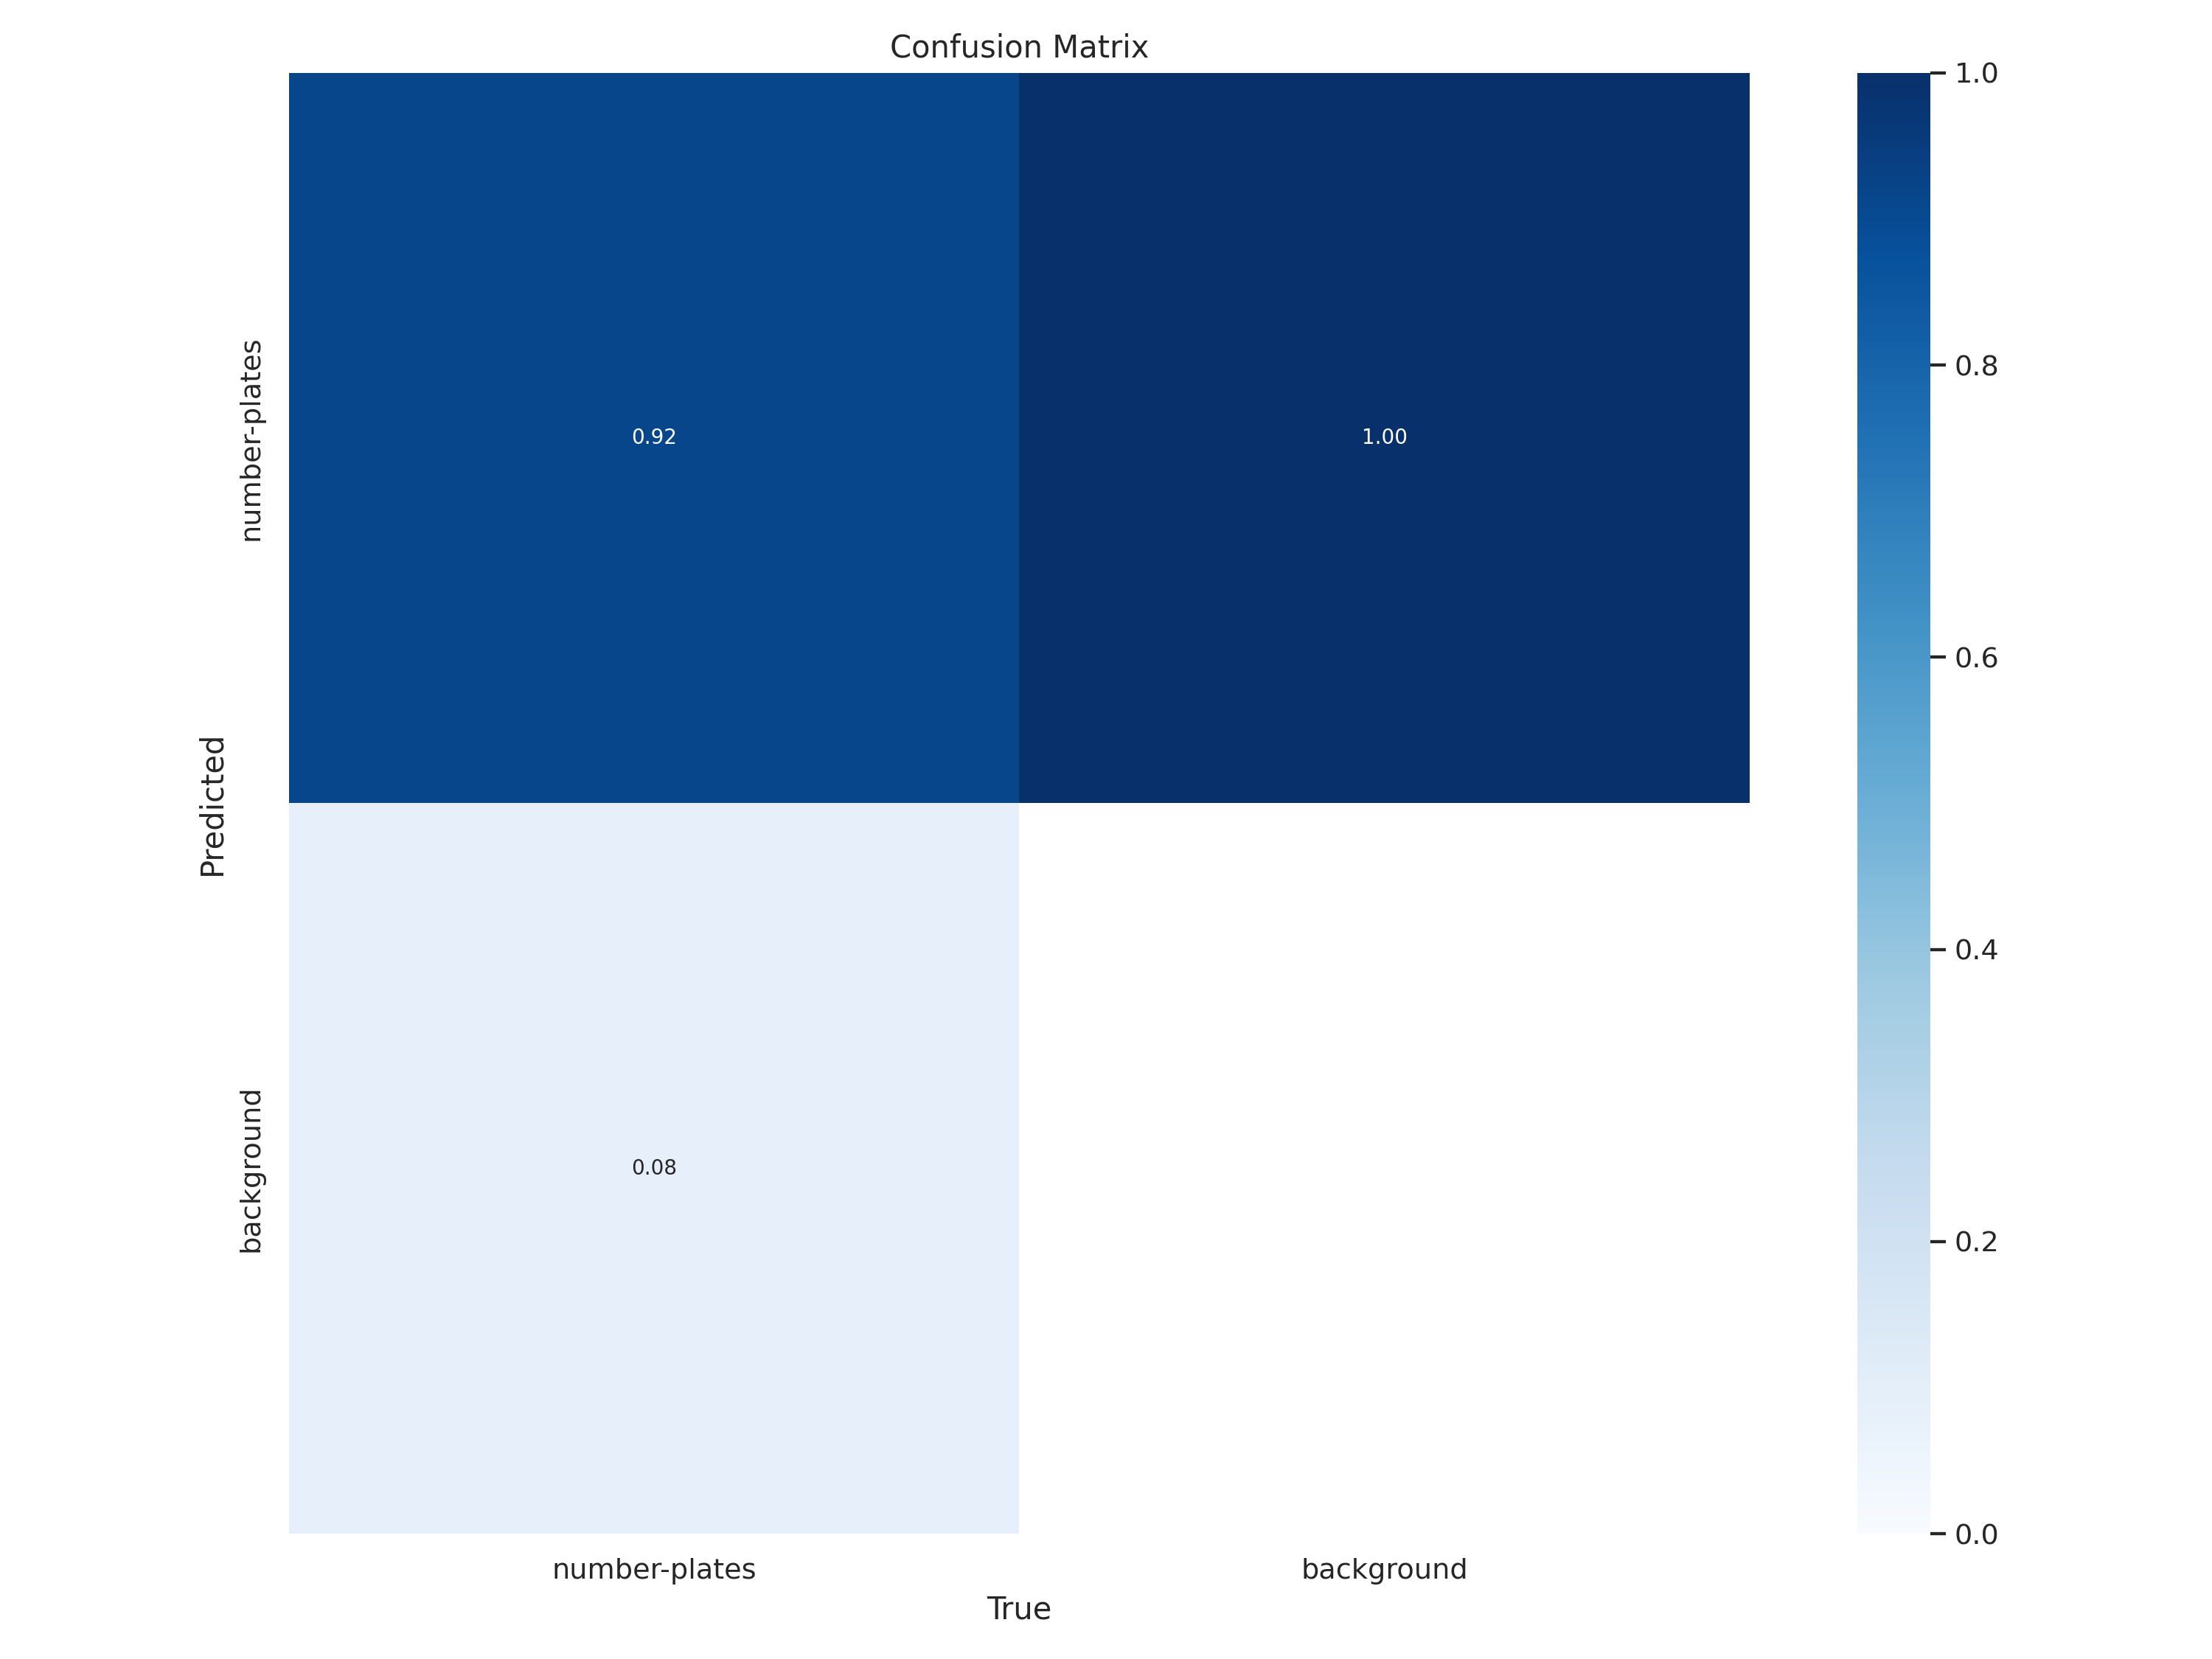 Confusion Matrix
1.0
0.8
0.6
0.4
0.2
0.0
Predicted
number-plates
background
0.92
1.00
0.08
number-plates
background
True